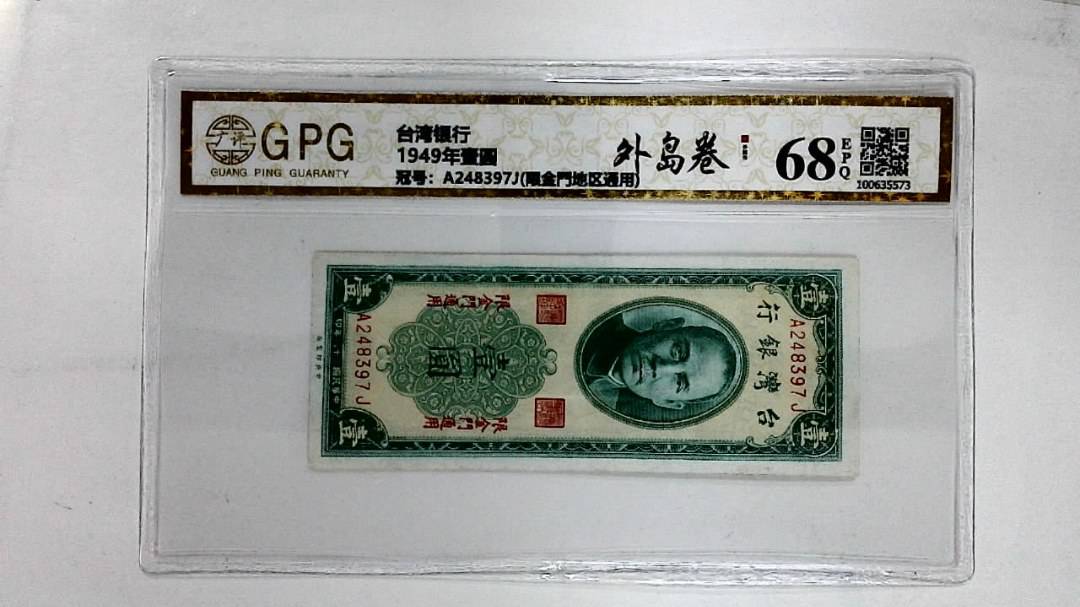 GPG
GUANG PING GUARANTY
台湾银行
1949年壹圆
冠号：A248397J(限金門地区通用)
外岛卷
68
EPQ
100635573
台灣銀行
A248397J
壹
壹
壹圓
限金門通用
限金門通用
A248397J
壹
壹